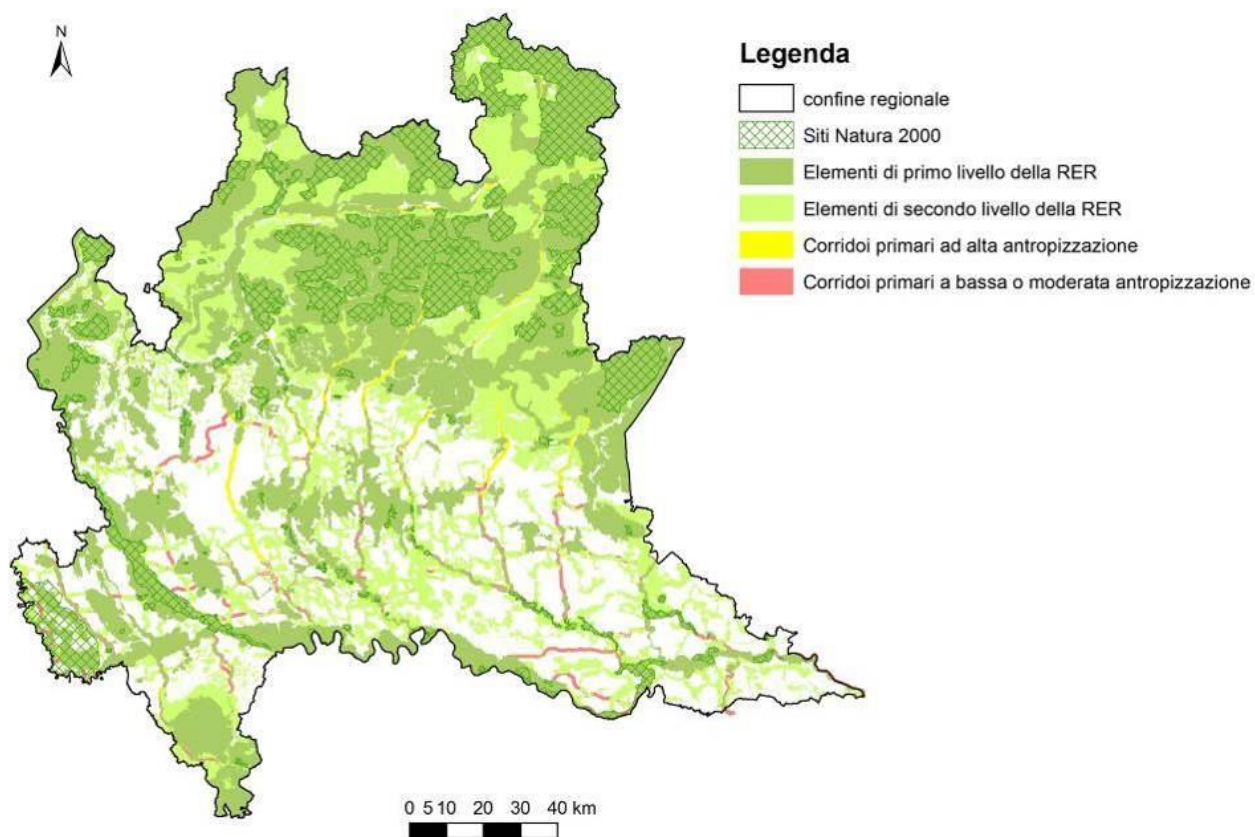 N
Legenda
confine regionale
Siti Natura 2000
Elementi di primo livello della RER
Elementi di secondo livello della RER
Corridoi primari ad alta antropizzazione
Corridoi primari a bassa o moderata antropizzazione
0 5 10 20 30 40 km